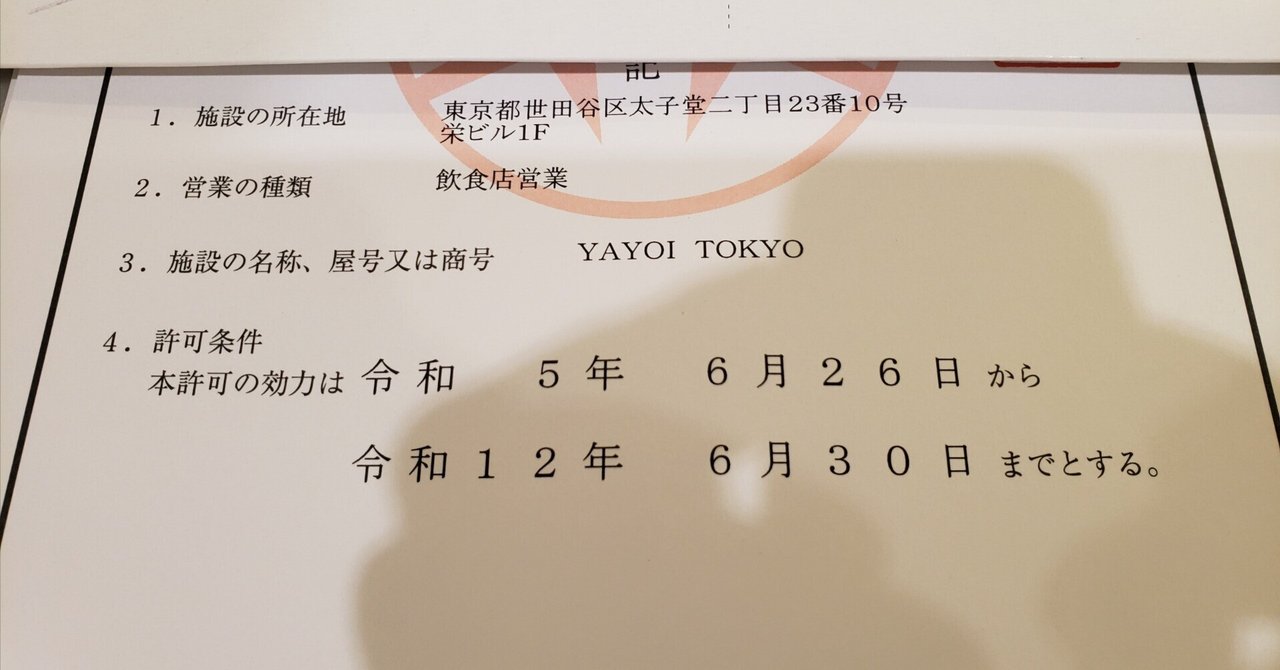 記
1. 施設の所在地 東京都世田谷区太子堂二丁目23番10号
栄ビル1F
2. 営業の種類 飲食店営業
3. 施設の名称、屋号又は商号 YAYOI TOKYO
4. 許可条件
本許可の効力は 令和 5年 6月26日 から
令和12年 6月30日 までとする。